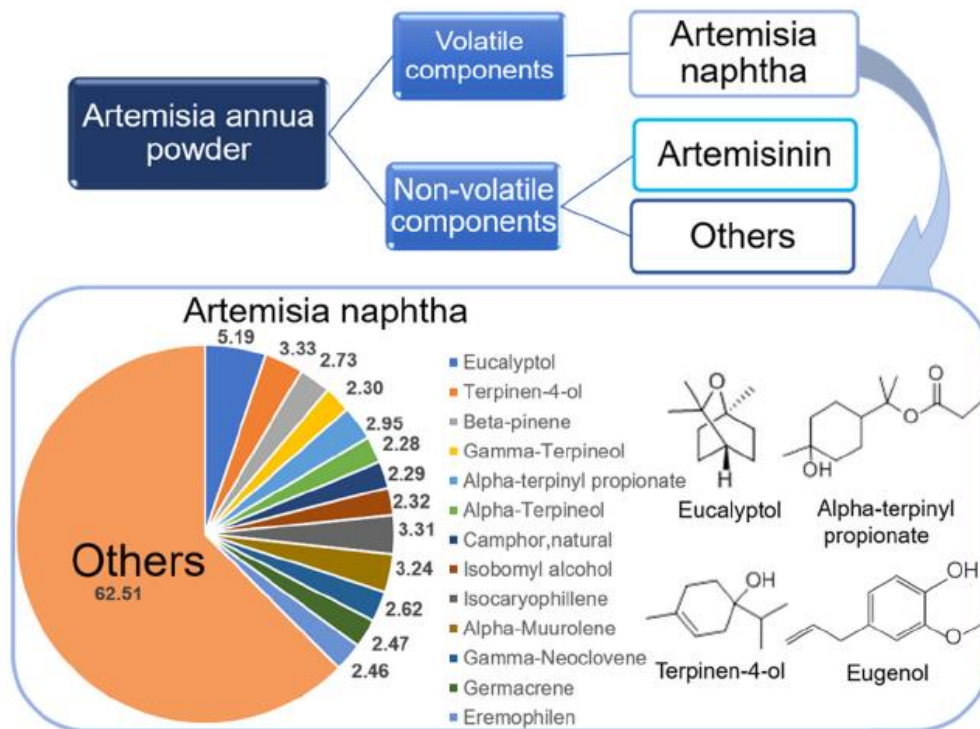 Volatile
components
Artemisia
naphtha
Artemisia annua
powder
Artemisinin
Non-volatile
components
Others
Artemisia naphtha
5.19
3.33
2.73
2.30
2.95
2.28
2.29
2.32
3.31
3.24
2.62
2.47
2.46
Others
62.51
Eucalyptol
Terpinen-4-ol
Beta-pinene
Gamma-Terpineol
Alpha-terpinyl propionate
Alpha-Terpineol
Camphor,natural
Isobomyl alcohol
Isocaryophillene
Alpha-Muurolene
Gamma-Neoclovene
Germacrene
Eremophilen
O
H
Eucalyptol
O
O
OH
Alpha-terpinyl
propionate
OH
Terpinen-4-ol
OH
O
Eugenol